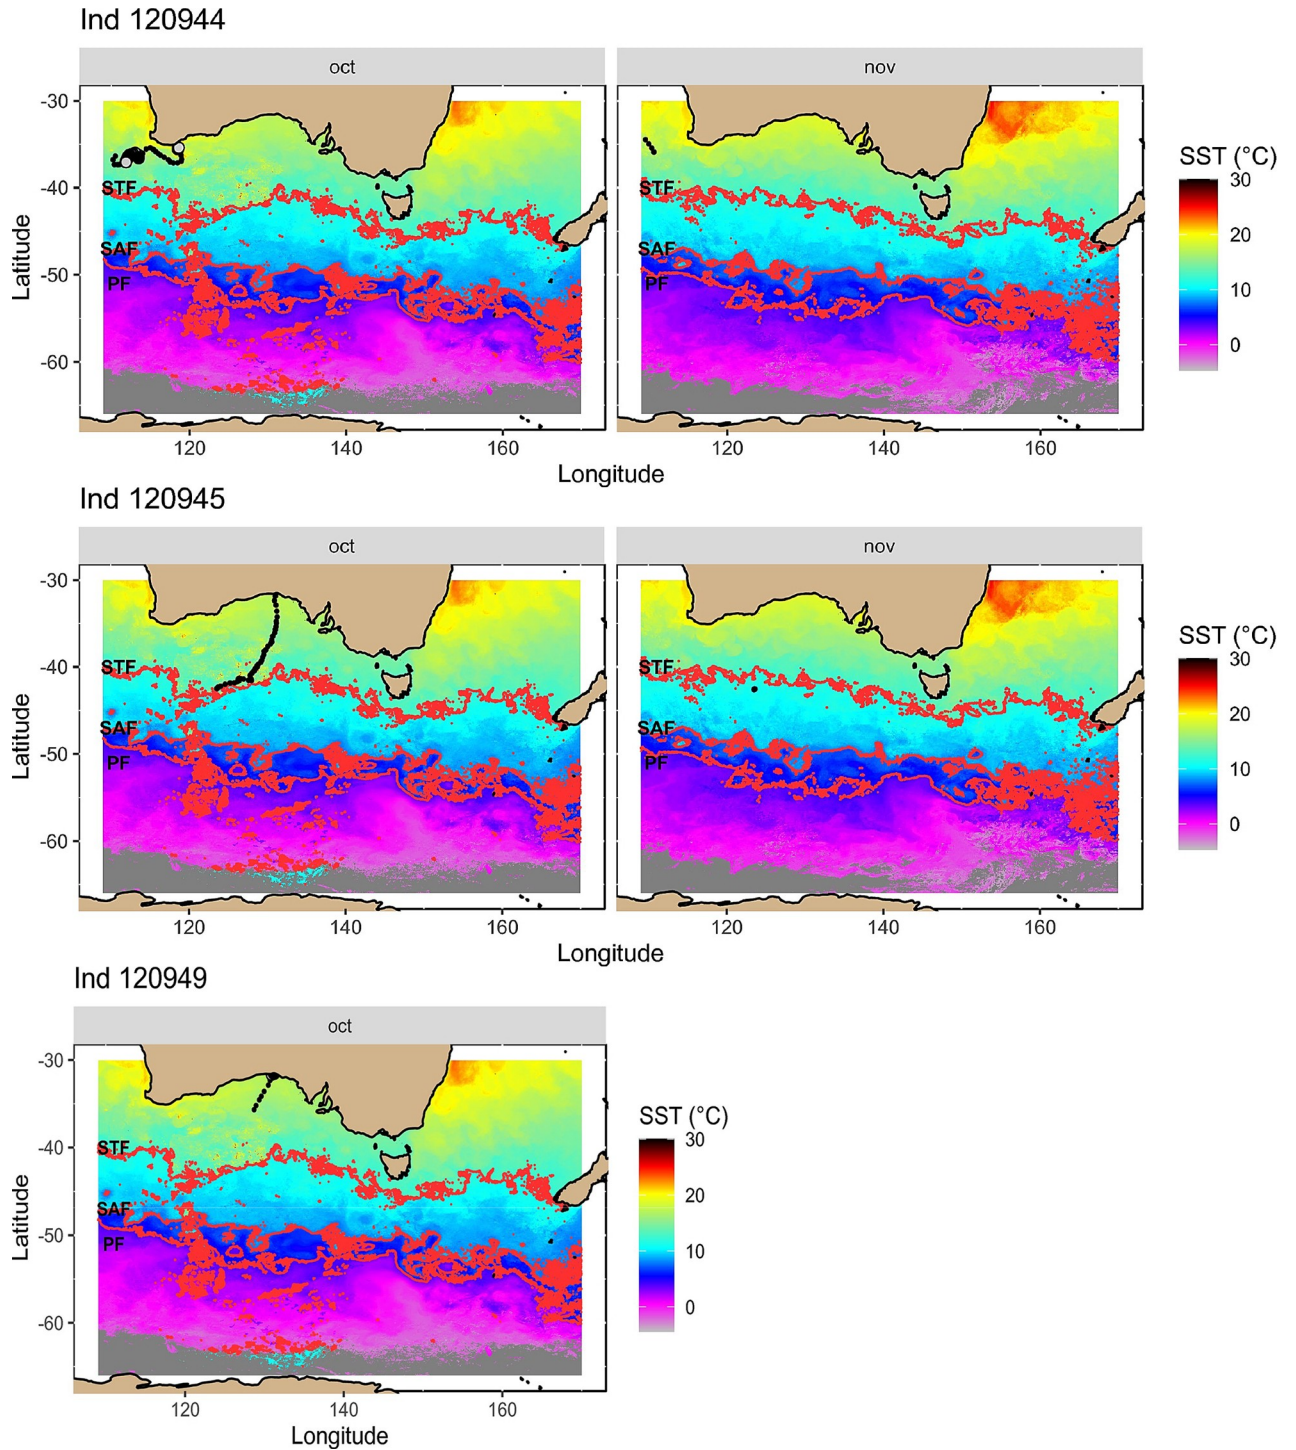 Ind 120944
oct
nov
-30
-40
-50
-60
STF
SAF
PF
STF
SAF
PF
SST (°C)
30
20
10
0
120
140
160
120
140
160
Latitude
Longitude
Ind 120945
oct
nov
-30
-40
-50
-60
STF
SAF
PF
STF
SAF
PF
SST (°C)
30
20
10
0
120
140
160
120
140
160
Latitude
Longitude
Ind 120949
oct
-30
-40
-50
-60
STF
SAF
PF
SST (°C)
30
20
10
0
120
140
160
Latitude
Longitude